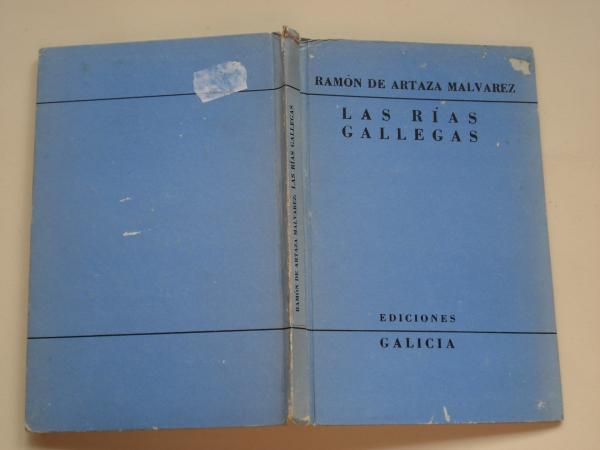 RAMÓN DE ARTAZA MALVAREZ
LAS RÍAS
GALLEGAS
EDICIONES
GALICIA
RAMÓN DE ARTAZA MALVAREZ: LAS RÍAS GALLEGAS